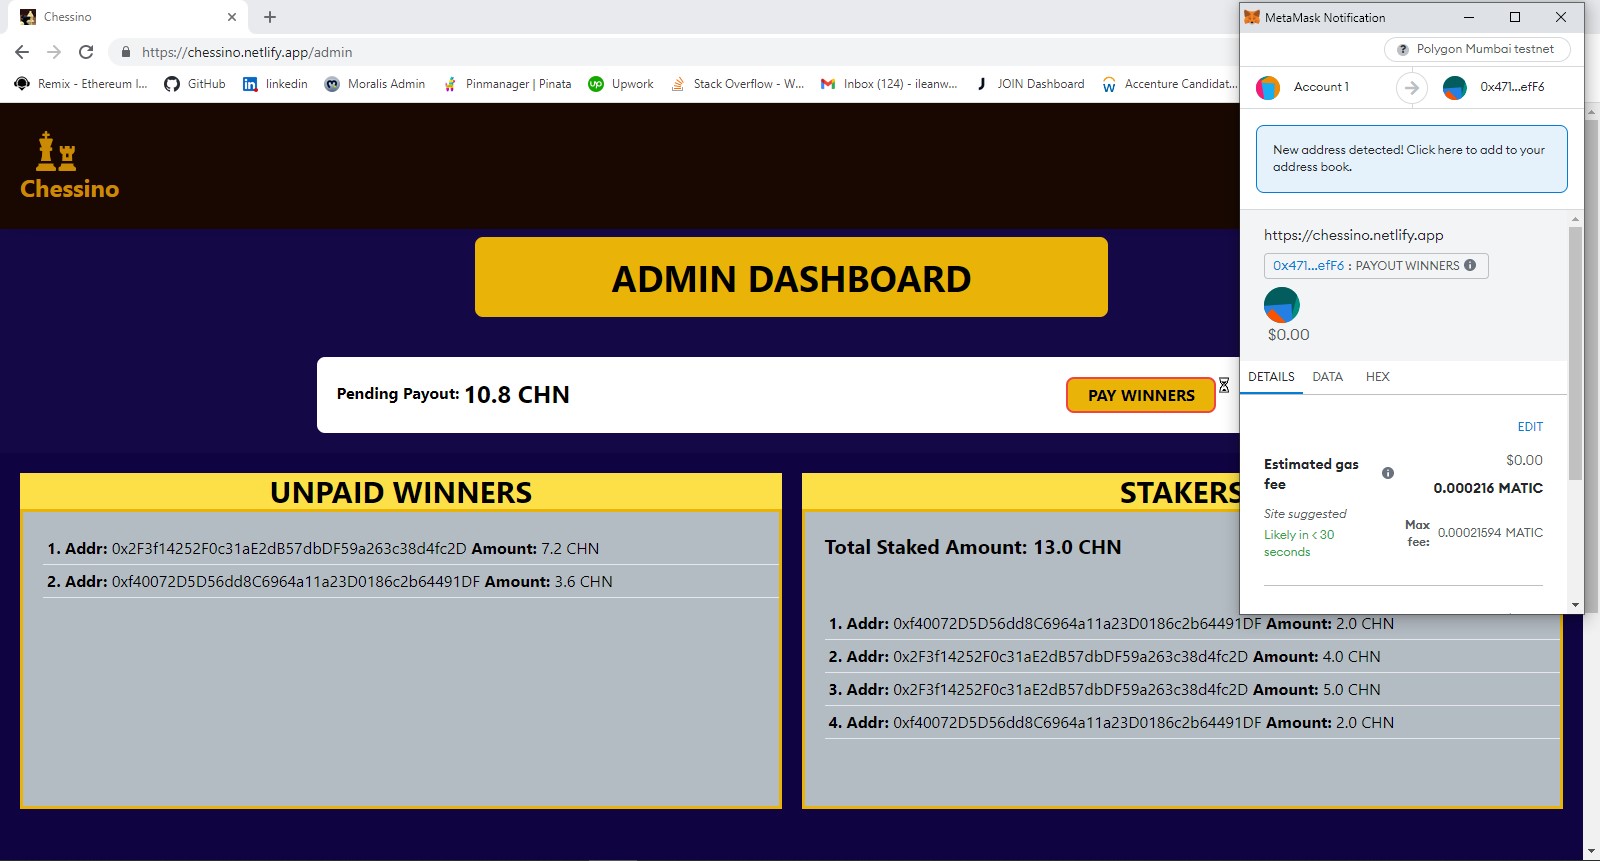 Chessino
https://chessino.netlify.app/admin
Remix - Ethereum I... GitHub linkedin Moralis Admin Pinmanager | Pinata Upwork Stack Overflow - W... Inbox (124) - ileanw... JOIN Dashboard Accenture Candidat...
Chessino
ADMIN DASHBOARD
Pending Payout: 10.8 CHN
PAY WINNERS
UNPAID WINNERS
1. Addr: 0x2F3f14252F0c31aE2dB57dbDF59a263c38d4fc2D Amount: 7.2 CHN
2. Addr: 0xf40072D5D56dd8C6964a11a23D0186c2b64491DF Amount: 3.6 CHN
STAKERS
Total Staked Amount: 13.0 CHN
1. Addr: 0xf40072D5D56dd8C6964a11a23D0186c2b64491DF Amount: 2.0 CHN
2. Addr: 0x2F3f14252F0c31aE2dB57dbDF59a263c38d4fc2D Amount: 4.0 CHN
3. Addr: 0x2F3f14252F0c31aE2dB57dbDF59a263c38d4fc2D Amount: 5.0 CHN
4. Addr: 0xf40072D5D56dd8C6964a11a23D0186c2b64491DF Amount: 2.0 CHN
MetaMask Notification
Polygon Mumbai testnet
Account 1
0x471...efF6
New address detected! Click here to add to your
address book.
https://chessino.netlify.app
0x471...efF6 : PAYOUT WINNERS
$0.00
DETAILS DATA HEX
EDIT
Estimated gas
fee
$0.00
0.000216 MATIC
Site suggested
Likely in < 30
seconds
Max
fee:
0.00021594 MATIC